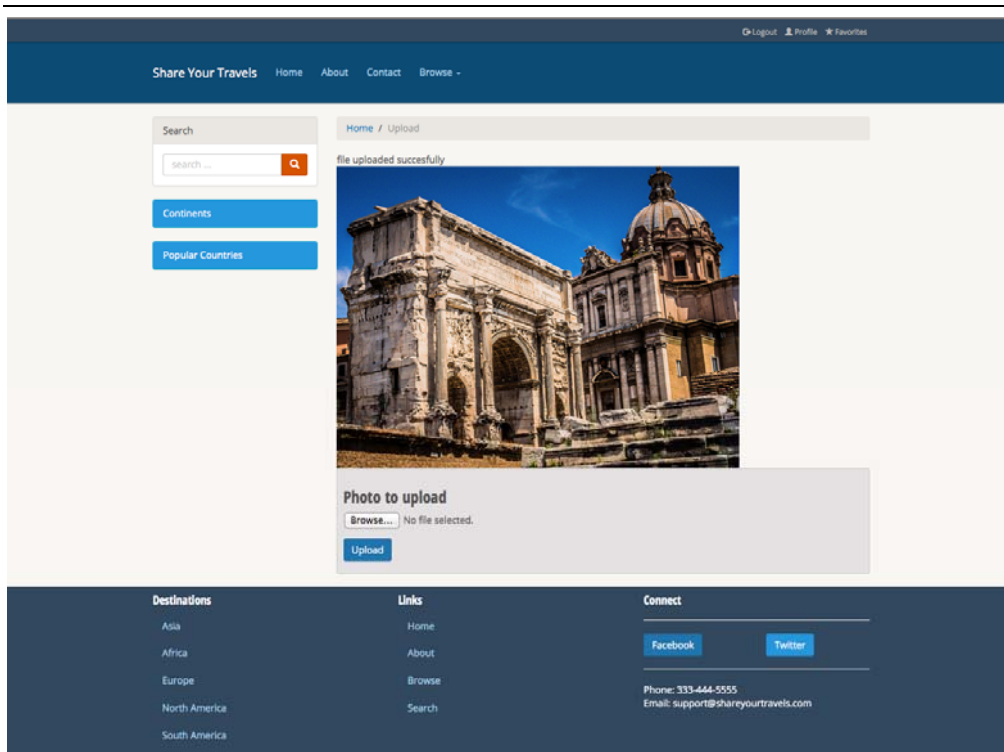 Logout Profile Favorites
Share Your Travels Home About Contact Browse
Search
Home / Upload
search ...
file uploaded succesfully
Continents
Popular Countries
Photo to upload
Browse... No file selected.
Upload
Destinations
Asia
Africa
Europe
North America
South America
Links
Home
About
Browse
Search
Connect
Facebook Twitter
Phone: 333-444-5555
Email: support@shareyourtravels.com